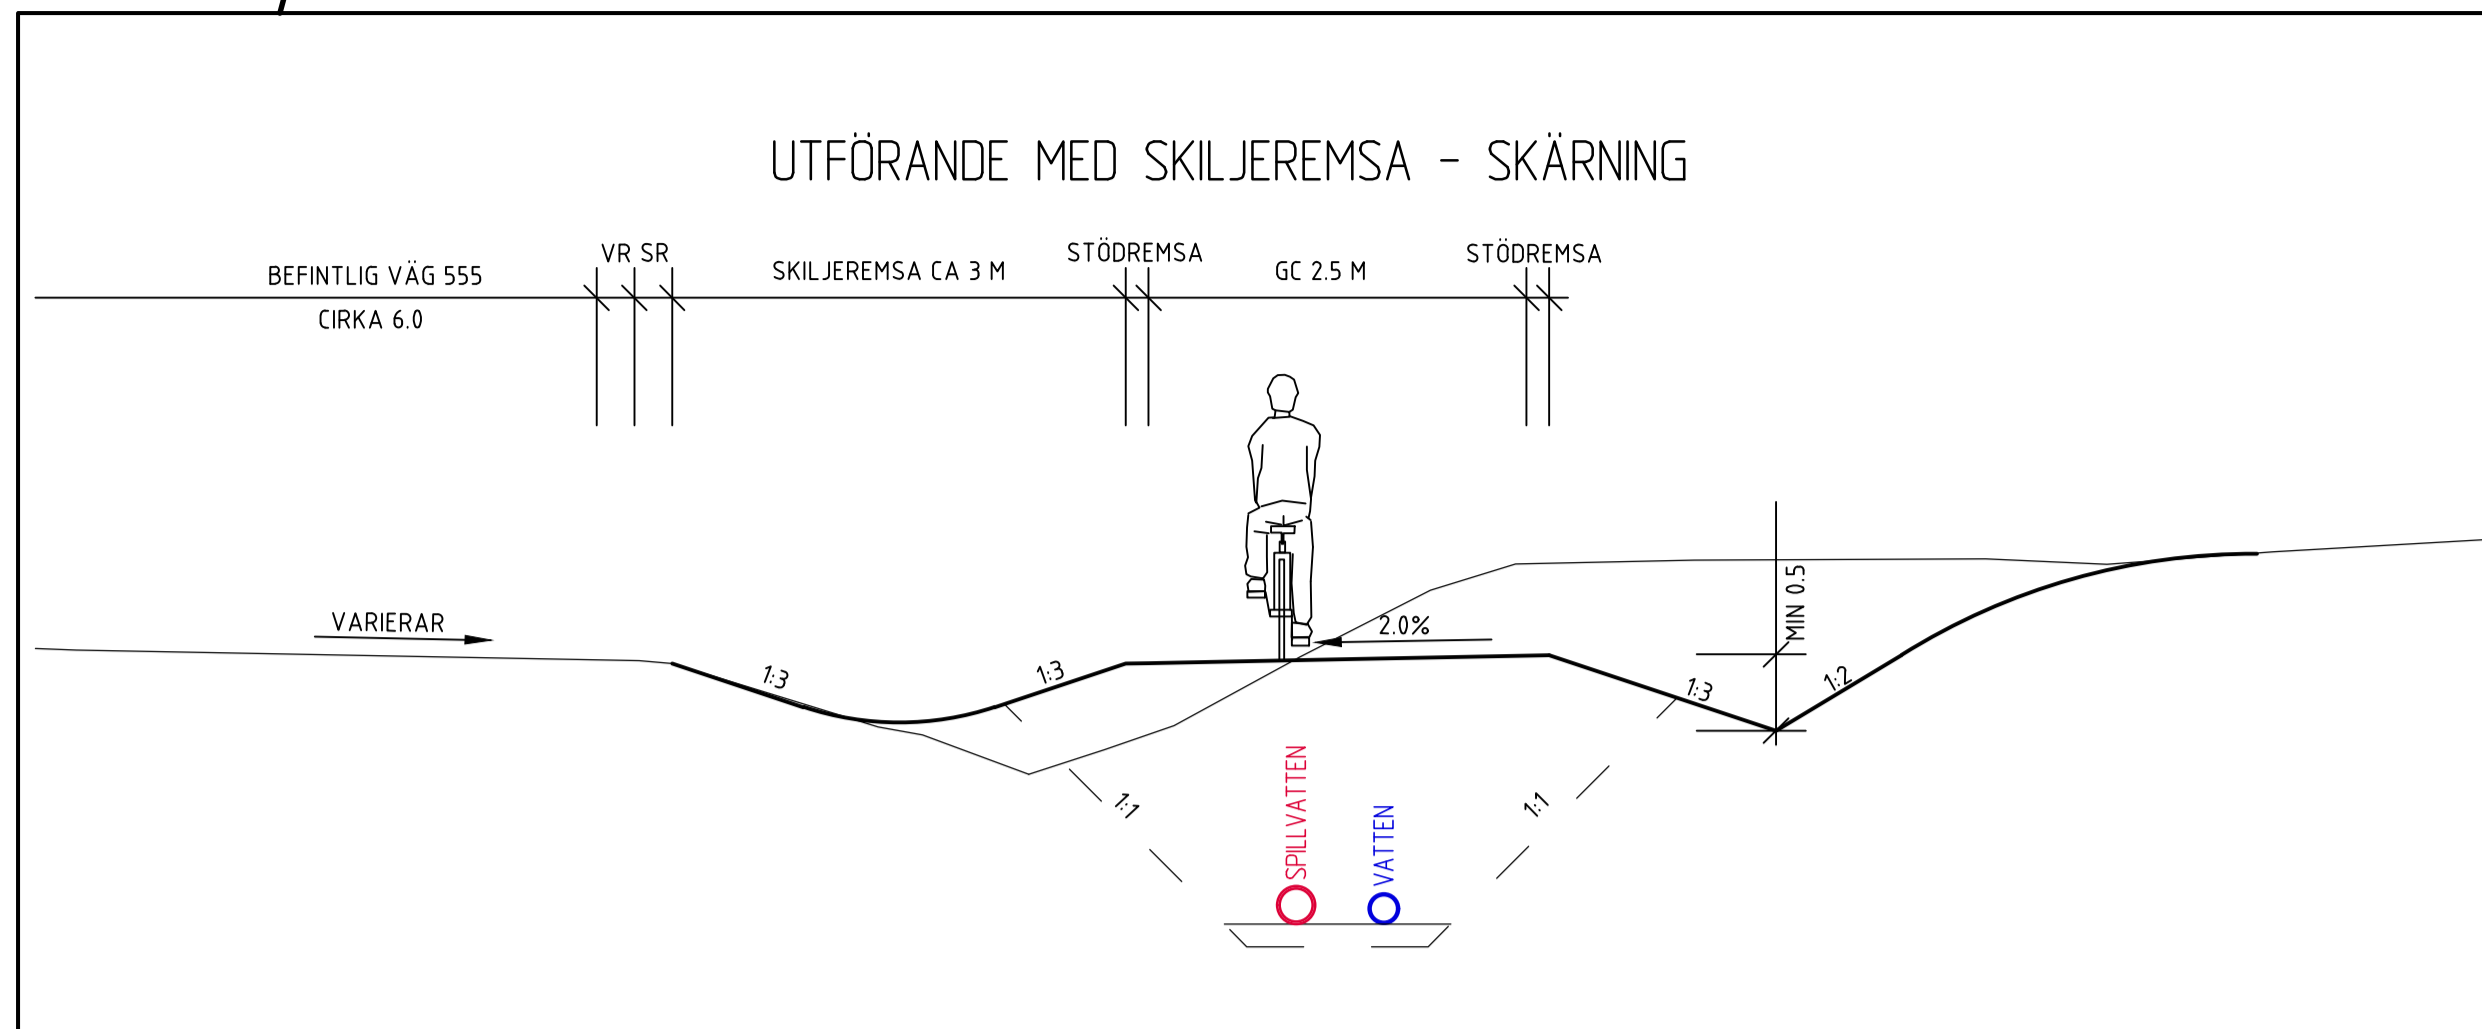 UTFÖRANDE MED SKILJEREMSA - SKÄRNING
BEFINTLIG VÄG 555
CIRKA 6.0
VR SR
SKILJEREMSA CA 3 M
STÖDREMSA
GC 2.5 M
STÖDREMSA
VARIERAR
1:3
1:3
2.0%
1:3
MIN 0.5
1:2
1:1
SPILLVATTEN
VATTEN
1:1